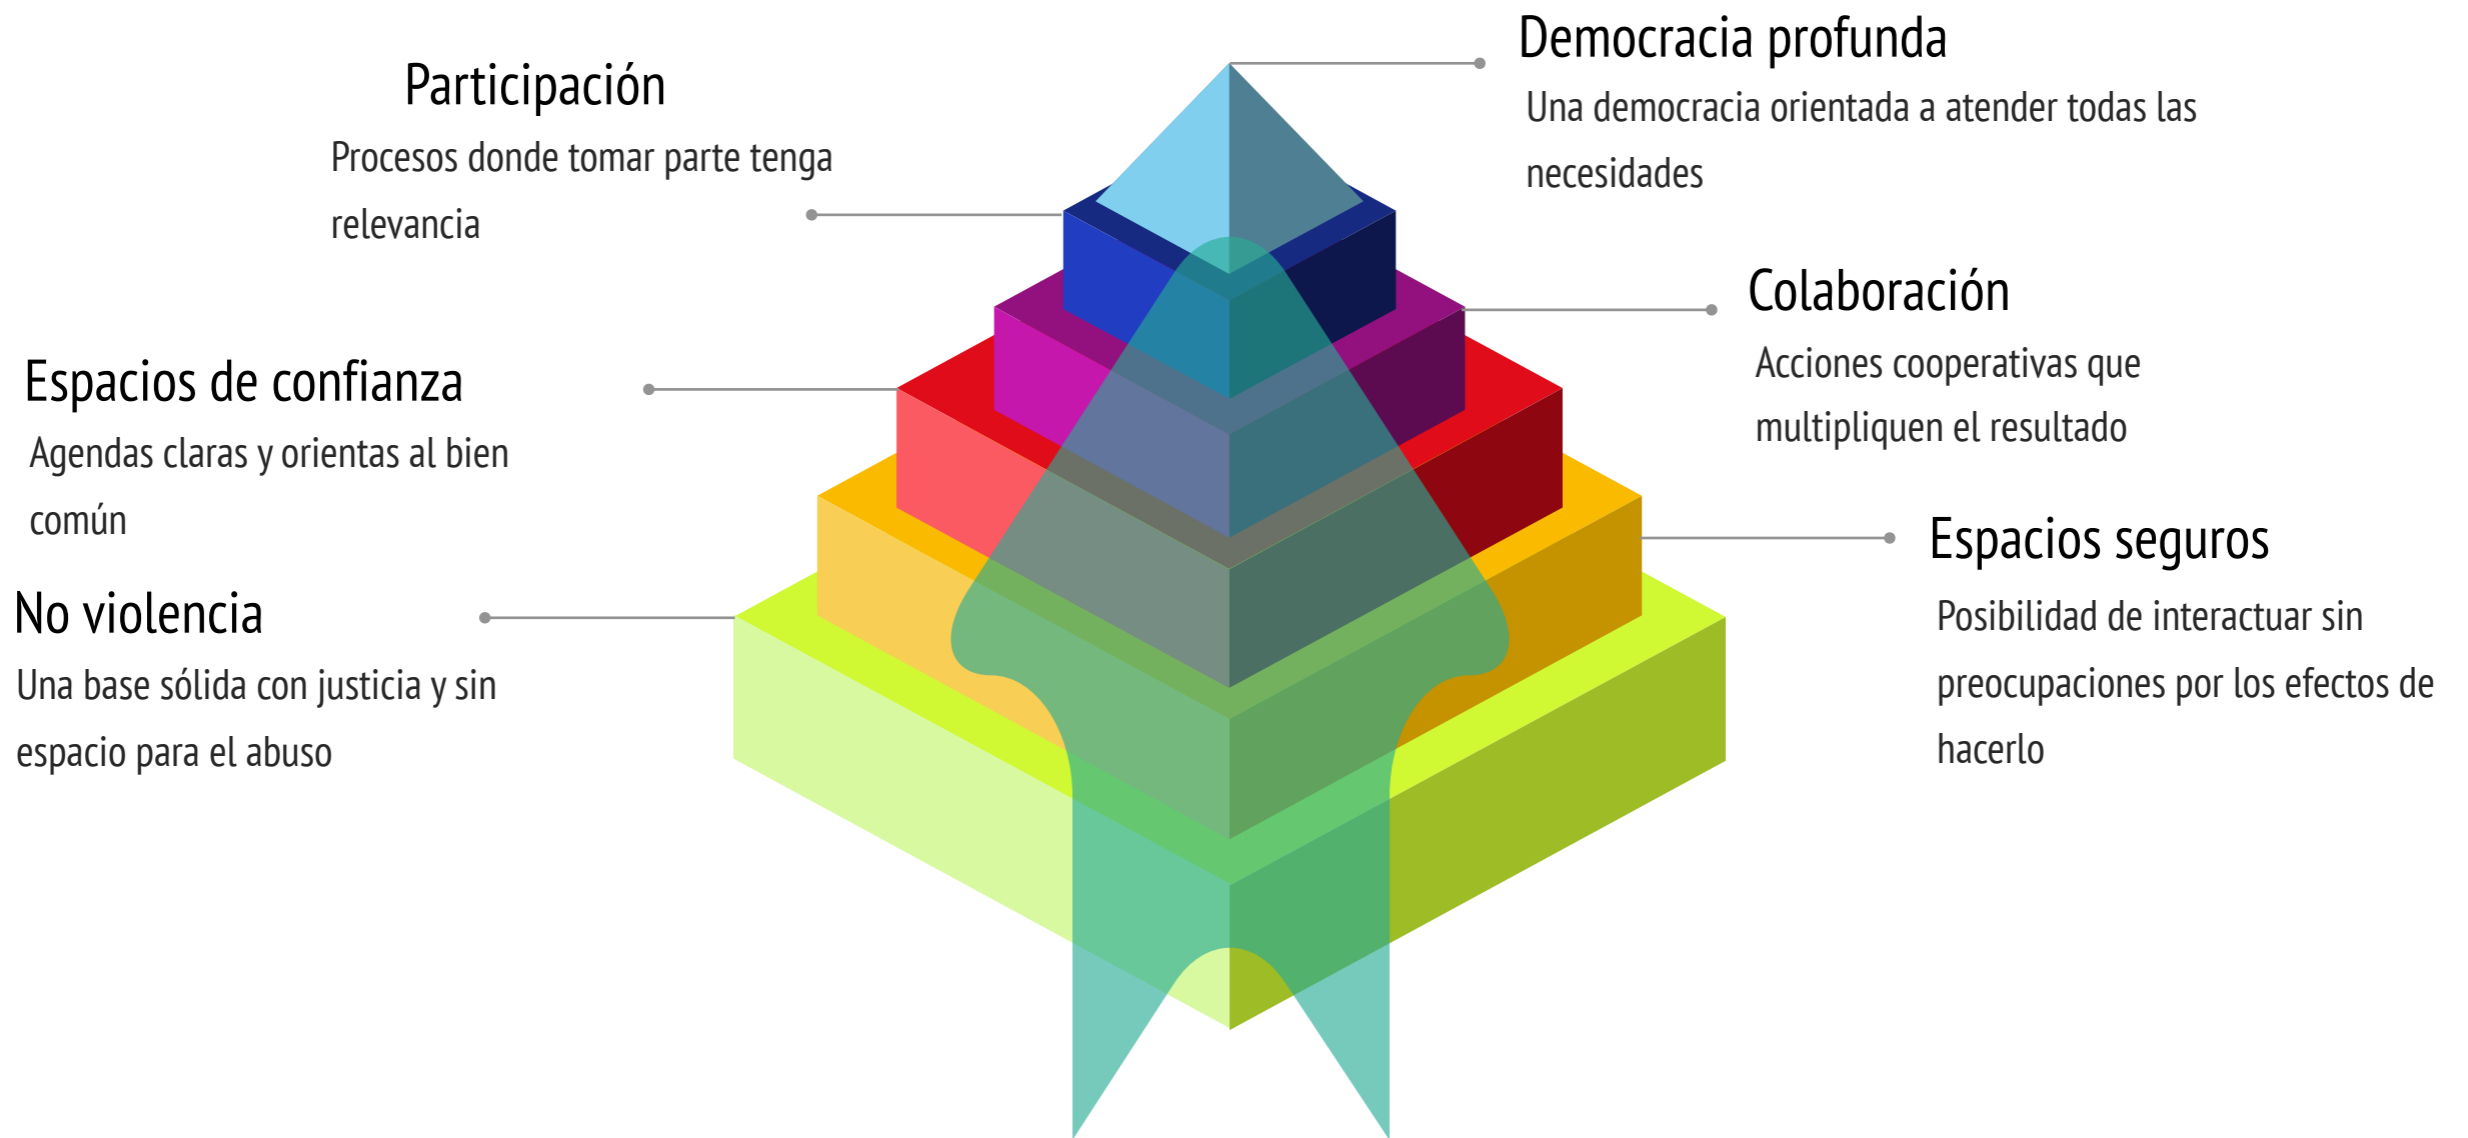 Democracia profunda
Una democracia orientada a atender todas las
necesidades
Participación
Procesos donde tomar parte tenga
relevancia
Colaboración
Acciones cooperativas que
multipliquen el resultado
Espacios de confianza
Agendas claras y orientas al bien
común
Espacios seguros
Posibilidad de interactuar sin
preocupaciones por los efectos de
hacerlo
No violencia
Una base sólida con justicia y sin
espacio para el abuso